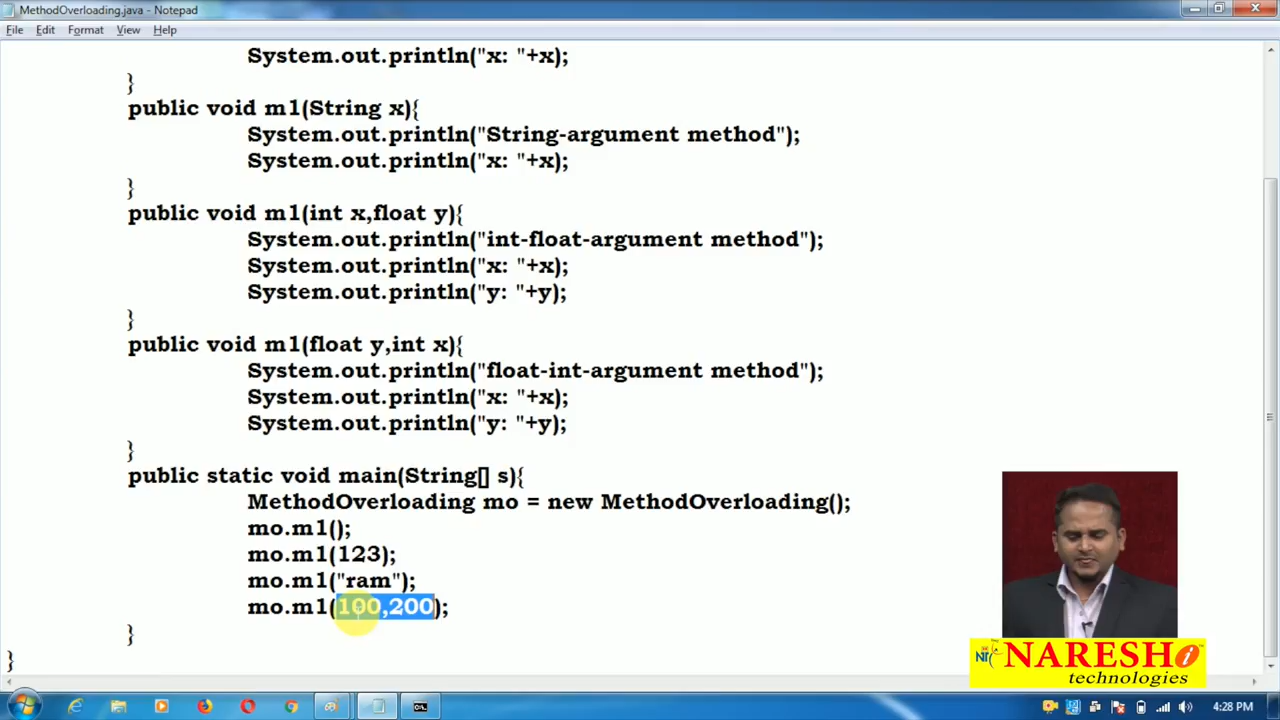 MethodOverloading.java - Notepad
File Edit Format View Help
System.out.println("x: "+x);
}
public void m1(String x){
System.out.println("String-argument method");
System.out.println("x: "+x);
}
public void m1(int x,float y){
System.out.println("int-float-argument method");
System.out.println("x: "+x);
System.out.println("y: "+y);
}
public void m1(float y,int x){
System.out.println("float-int-argument method");
System.out.println("x: "+x);
System.out.println("y: "+y);
}
public static void main(String[] s){
MethodOverloading mo = new MethodOverloading();
mo.m1();
mo.m1(123);
mo.m1("ram");
mo.m1(100,200);
}
}
NT NARESH i
technologies
4:28 PM